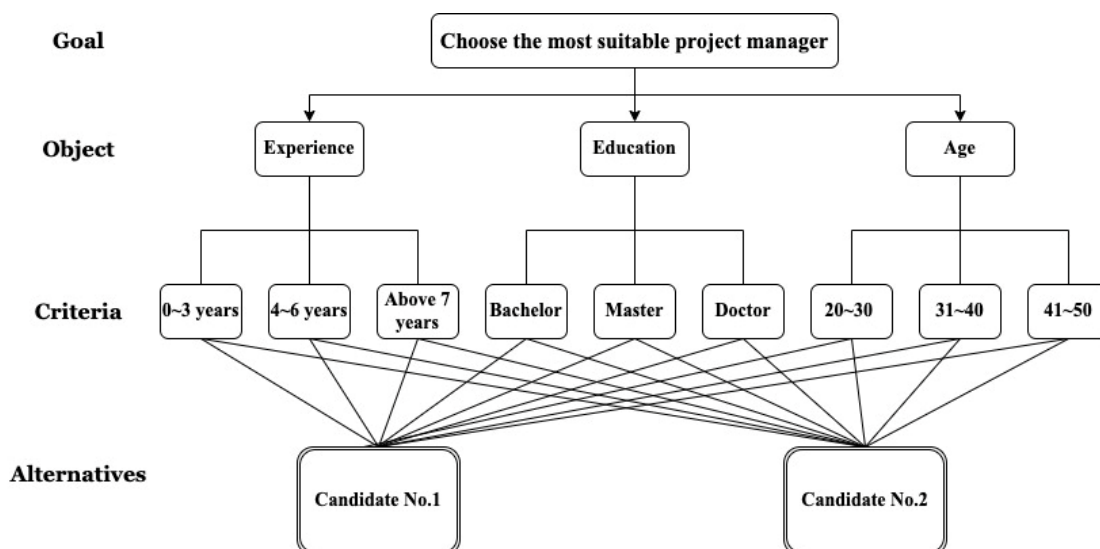 Goal
Choose the most suitable project manager
Object
Experience
Education
Age
Criteria
0~3 years
4~6 years
Above 7
years
Bachelor
Master
Doctor
20~30
31~40
41~50
Alternatives
Candidate No.1
Candidate No.2